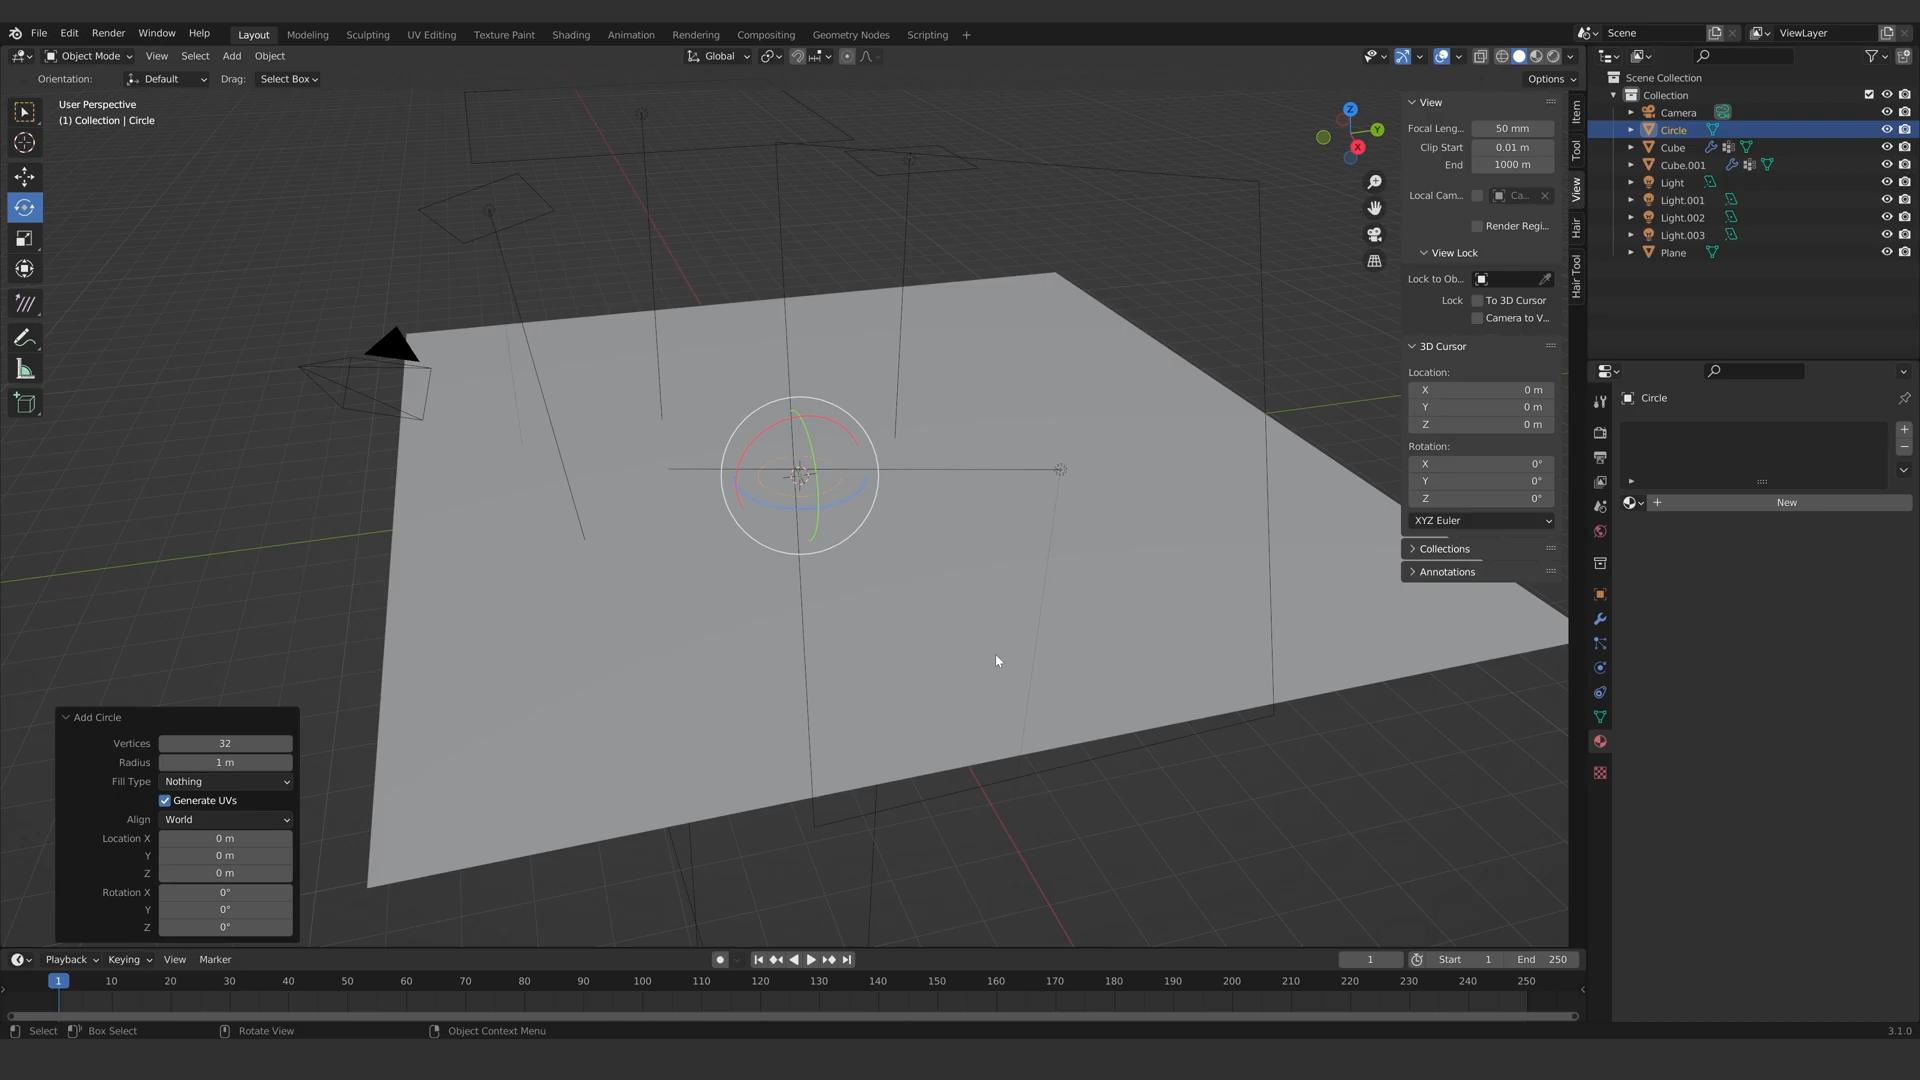 File Edit Render Window Help Layout Modeling Sculpting UV Editing Texture Paint Shading Animation Rendering Compositing Geometry Nodes Scripting + Scene ViewLayer
Object Mode View Select Add Object Global
Orientation: Default Drag: Select Box Options
User Perspective
(1) Collection | Circle
Z
Y
X
View
Focal Leng... 50 mm
Clip Start 0.01 m
End 1000 m
Local Cam... Ca...
Render Regi...
View Lock
Lock to Ob...
Lock To 3D Cursor
Camera to V...
3D Cursor
Location:
X 0 m
Y 0 m
Z 0 m
Rotation:
X 0°
Y 0°
Z 0°
XYZ Euler
Collections
Annotations
Item
Tool
View
Hair
Hair Tool
Scene Collection
Collection
Camera
Circle
Cube
Cube.001
Light
Light.001
Light.002
Light.003
Plane
Circle
New
Add Circle
Vertices 32
Radius 1 m
Fill Type Nothing
Generate UVs
Align World
Location X 0 m
Y 0 m
Z 0 m
Rotation X 0°
Y 0°
Z 0°
Playback Keying View Marker 1 Start 1 End 250
1 10 20 30 40 50 60 70 80 90 100 110 120 130 140 150 160 170 180 190 200 210 220 230 240 250
Select Box Select Rotate View Object Context Menu 3.1.0